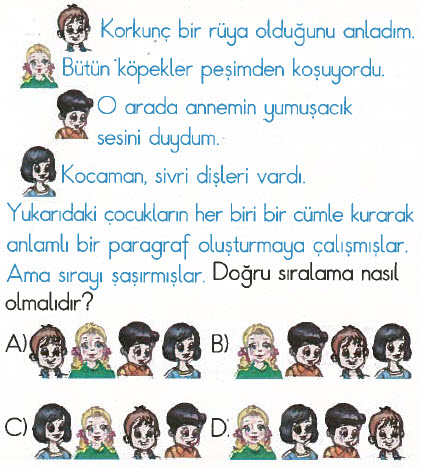 Korkunç bir rüya olduğunu anladım.
Bütün köpekler peşimden koşuyordu.
O arada annemin yumuşacık
sesini duydum.
Kocaman, sivri dişleri vardı.
Yukarıdaki çocukların her biri bir cümle kurarak
anlamlı bir paragraf oluşturmaya çalışmışlar.
Ama sırayı şaşırmışlar. Doğru sıralama nasıl
olmalıdır?
A) B)
C) D)